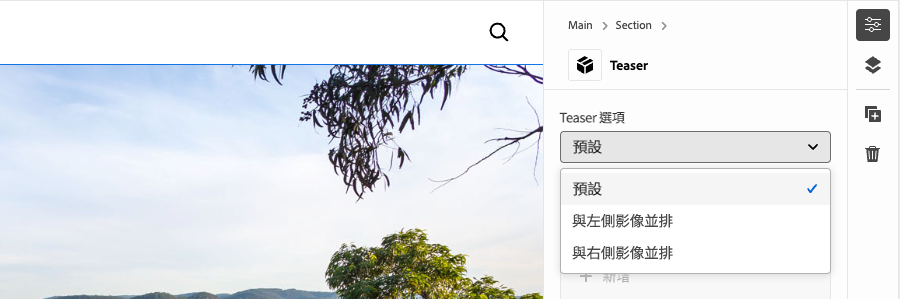 Main > Section >
Teaser
Teaser 選項
預設
預設
與左側影像並排
與右側影像並排
新增